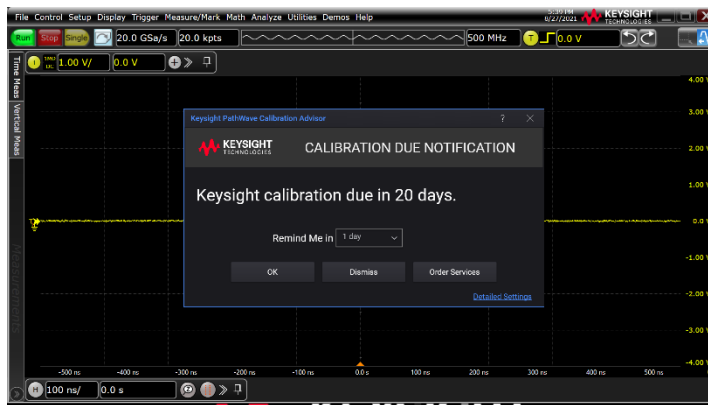 File Control Setup Display Trigger Measure/Mark Math Analyze Utilities Demos Help
5:39 PM
8/27/2021
KEYSIGHT
TECHNOLOGIES
Run Stop Single 20.0 GSa/s 20.0 kpts 500 MHz T 0.0 V
1 1.00 V/ 0.0 V
Time Meas
Vertical Meas
Measurements
4.00 V
3.00 V
2.00 V
1.00 V
0.0 V
-1.00 V
-2.00 V
-3.00 V
-4.00 V
Keysight PathWave Calibration Advisor ?
KEYSIGHT
TECHNOLOGIES
CALIBRATION DUE NOTIFICATION
Keysight calibration due in 20 days.
Remind Me in 1 day
OK Dismiss Order Services
Detailed Settings
-500 ns -400 ns -300 ns -200 ns -100 ns 0.0 s 100 ns 200 ns 300 ns 400 ns 500 ns
H 100 ns/ 0.0 s